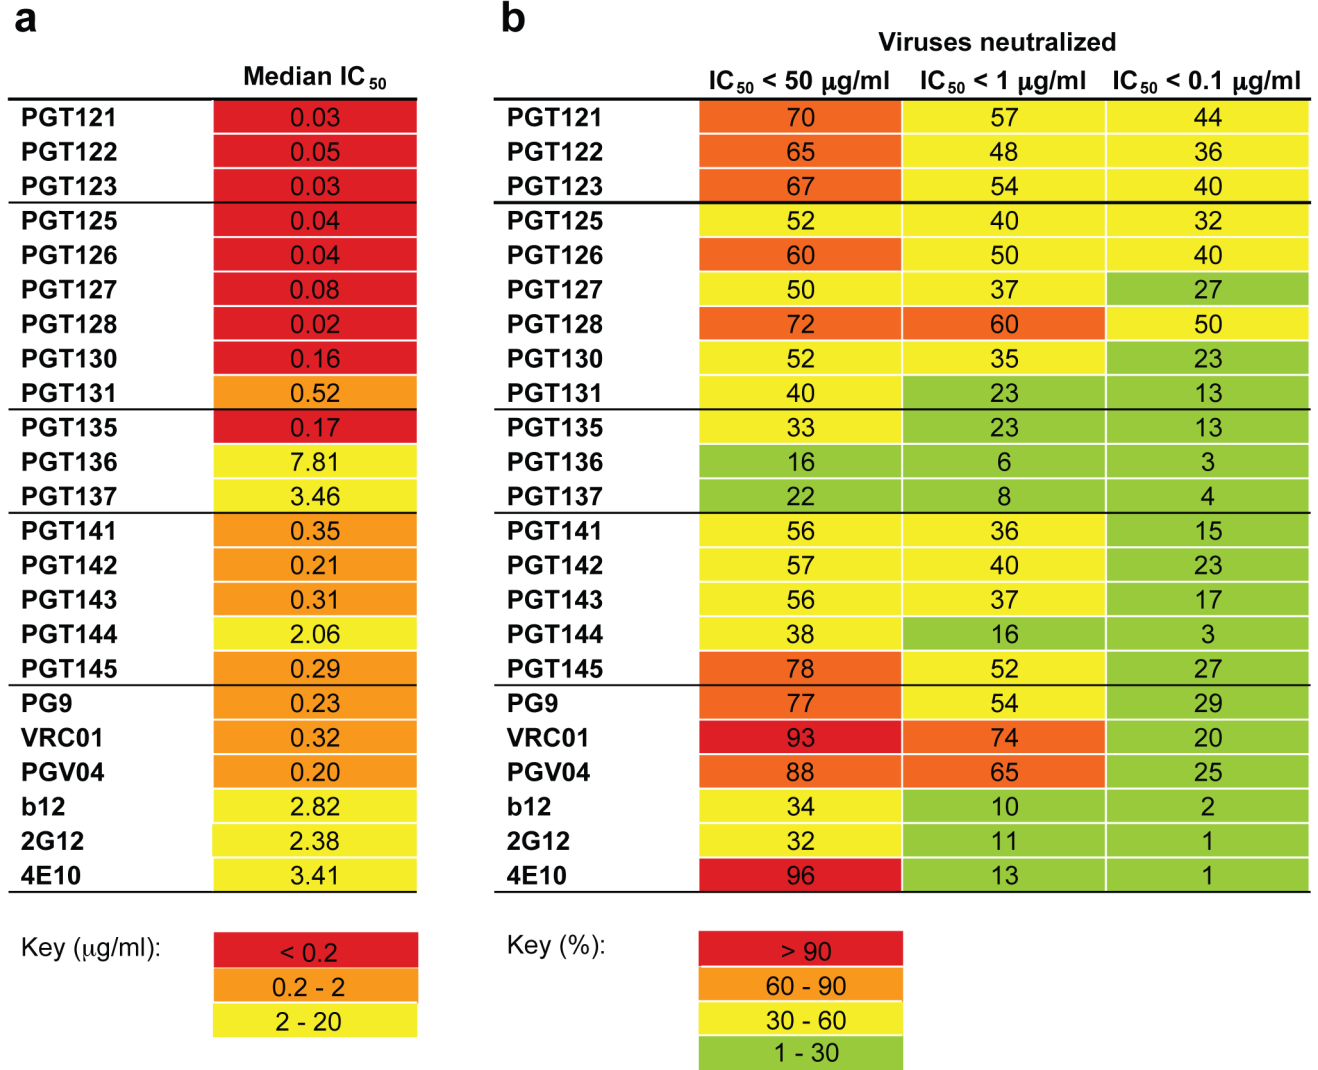 a
Median IC50
PGT121 0.03
PGT122 0.05
PGT123 0.03
PGT125 0.04
PGT126 0.04
PGT127 0.08
PGT128 0.02
PGT130 0.16
PGT131 0.52
PGT135 0.17
PGT136 7.81
PGT137 3.46
PGT141 0.35
PGT142 0.21
PGT143 0.31
PGT144 2.06
PGT145 0.29
PG9 0.23
VRC01 0.32
PGV04 0.20
b12 2.82
2G12 2.38
4E10 3.41
Key (μg/ml):
< 0.2
0.2 - 2
2 - 20
b
Viruses neutralized
IC50 < 50 μg/ml IC50 < 1 μg/ml IC50 < 0.1 μg/ml
PGT121 70 57 44
PGT122 65 48 36
PGT123 67 54 40
PGT125 52 40 32
PGT126 60 50 40
PGT127 50 37 27
PGT128 72 60 50
PGT130 52 35 23
PGT131 40 23 13
PGT135 33 23 13
PGT136 16 6 3
PGT137 22 8 4
PGT141 56 36 15
PGT142 57 40 23
PGT143 56 37 17
PGT144 38 16 3
PGT145 78 52 27
PG9 77 54 29
VRC01 93 74 20
PGV04 88 65 25
b12 34 10 2
2G12 32 11 1
4E10 96 13 1
Key (%):
> 90
60 - 90
30 - 60
1 - 30